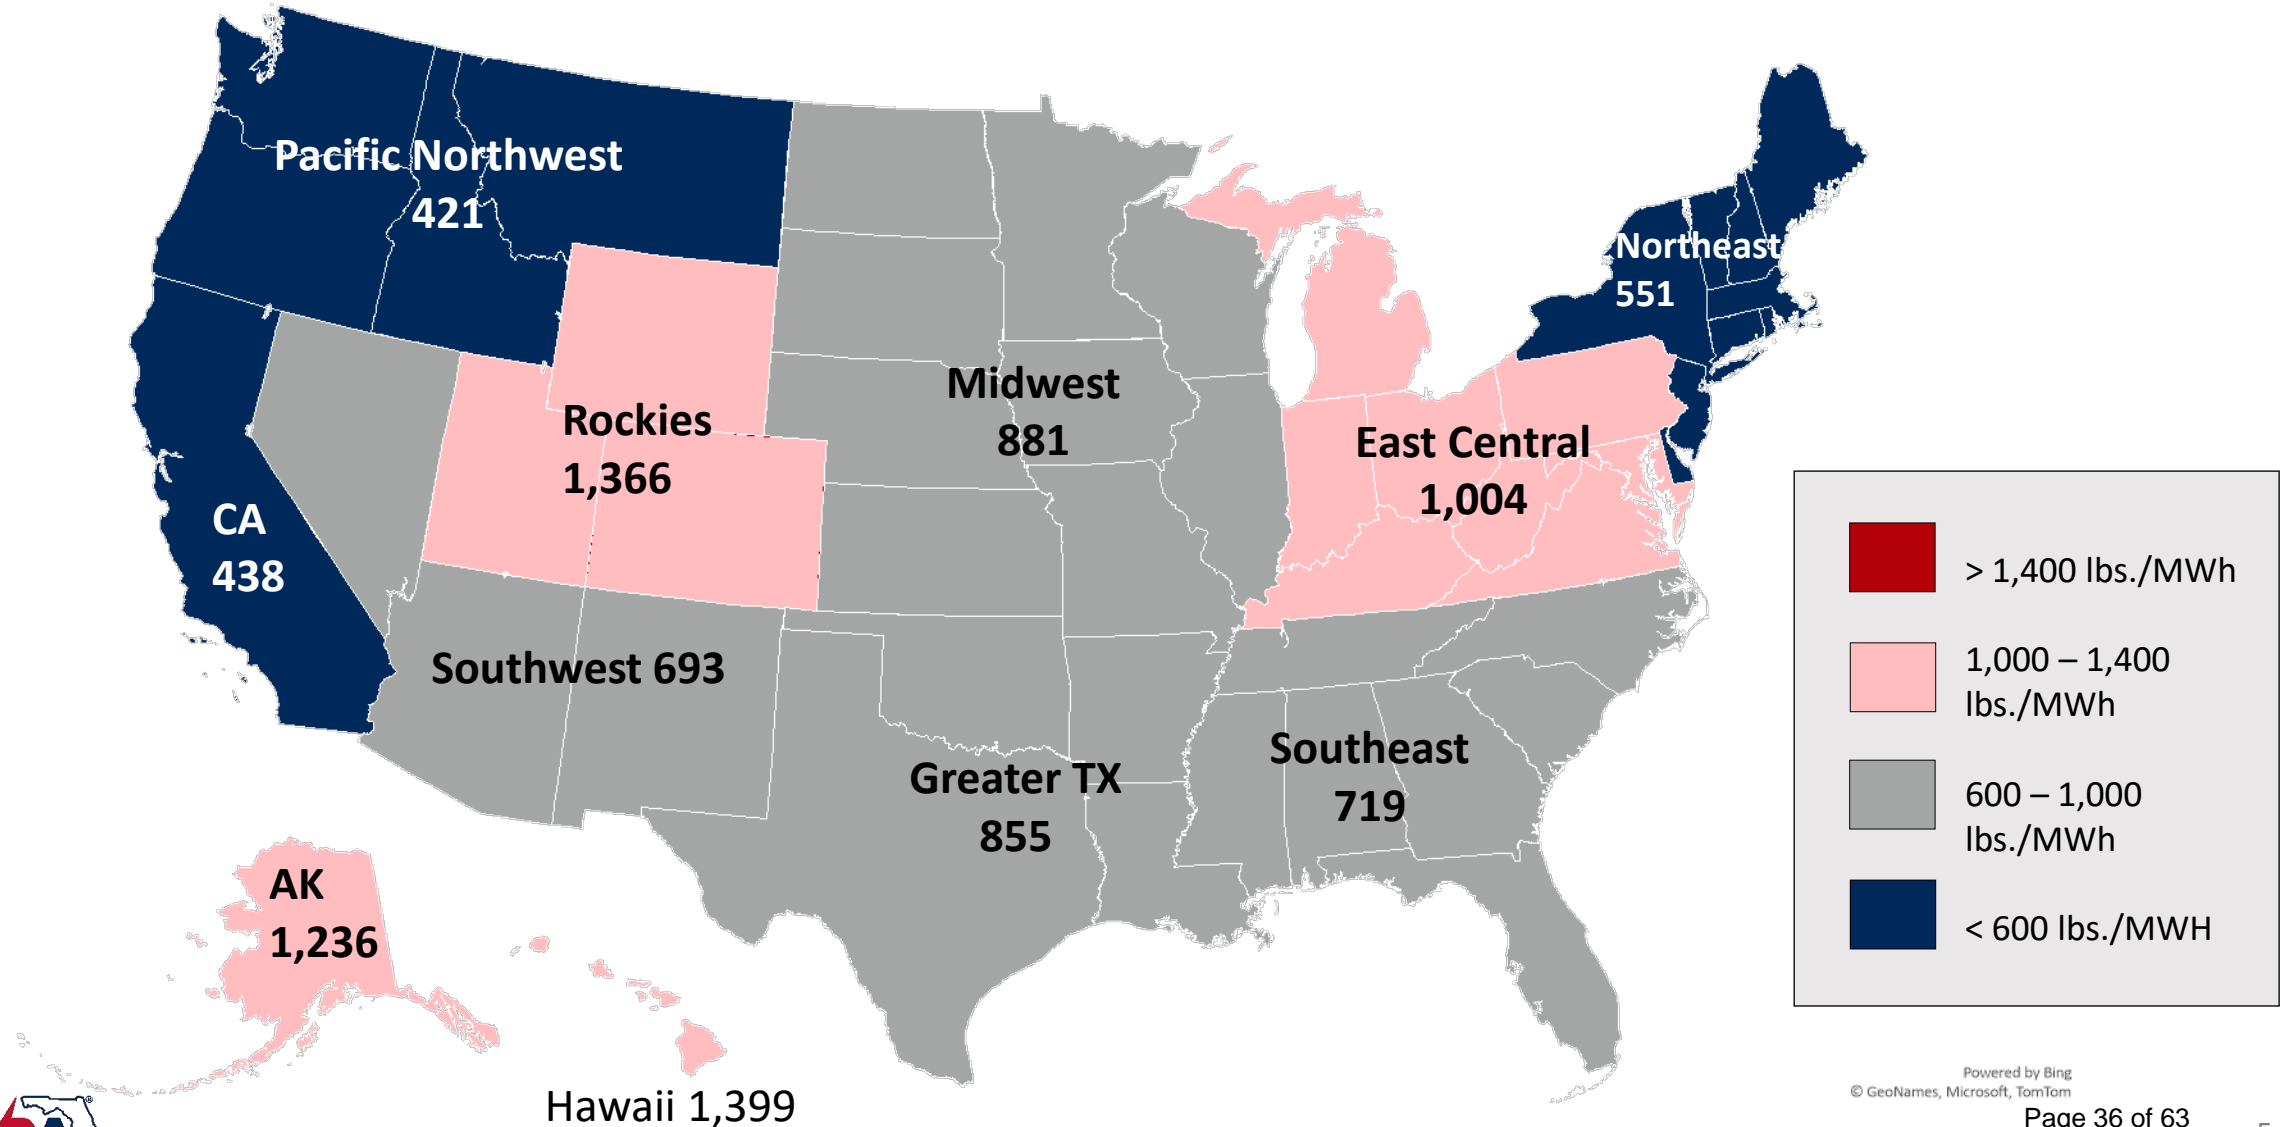 Pacific Northwest
421
Northeast
551
Midwest
881
Rockies
1,366
East Central
1,004
CA
438
Southwest 693
Southeast
719
Greater TX
855
AK
1,236
Hawaii 1,399
> 1,400 lbs./MWh
1,000 – 1,400
lbs./MWh
600 – 1,000
lbs./MWh
< 600 lbs./MWH
Powered by Bing
© GeoNames, Microsoft, TomTom
Page 36 of 63
®